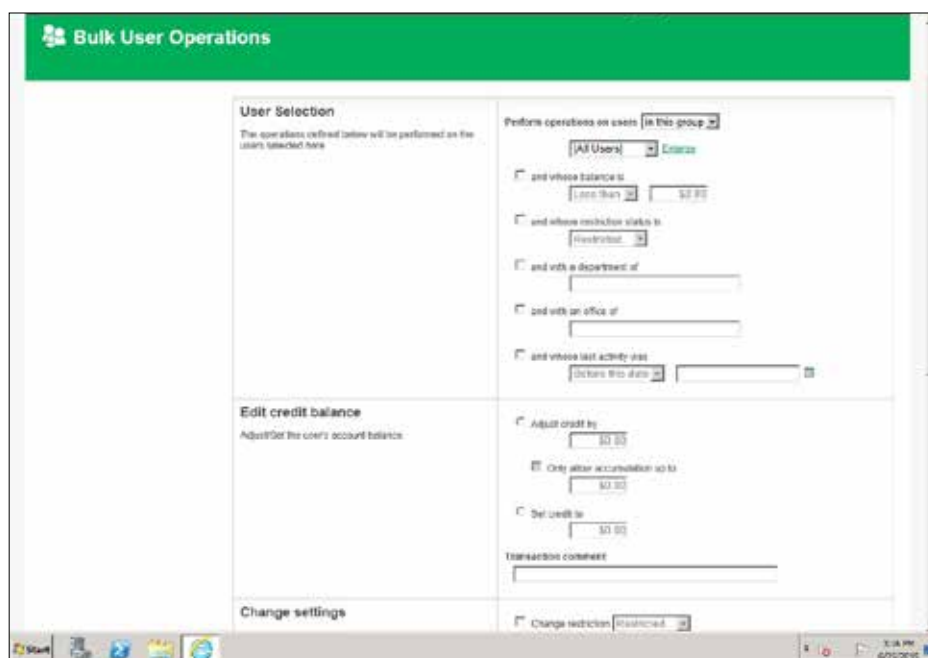 Bulk User Operations
User Selection
The operations defined below will be performed on the
users selected here
Perform operations on users in this group
[All Users] Enlarge
and whose balance is
Less than $0.00
and whose restriction status is
Restricted
and with a department of
and with an office of
and whose last activity was
Before this date
Edit credit balance
Adjust/Set the user's account balance
Adjust credit by
$0.00
Only allow accumulation up to
$0.00
Set credit to
$0.00
Transaction comment
Change settings
Change restriction Restricted
Start
PM